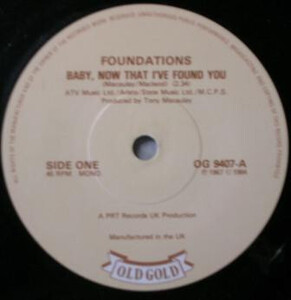 FOUNDATIONS
BABY, NOW THAT I'VE FOUND YOU
(Macaulay/Macleod) (2.34)
ATV Music Ltd./Arista-Stone Music Ltd./M.C.P.S.
Produced by Tony Macaulay
SIDE ONE
45 RPM MONO
OG 9407-A
℗ 1967 © 1984
A PRT Records UK Production
Manufactured in the UK
OLD GOLD